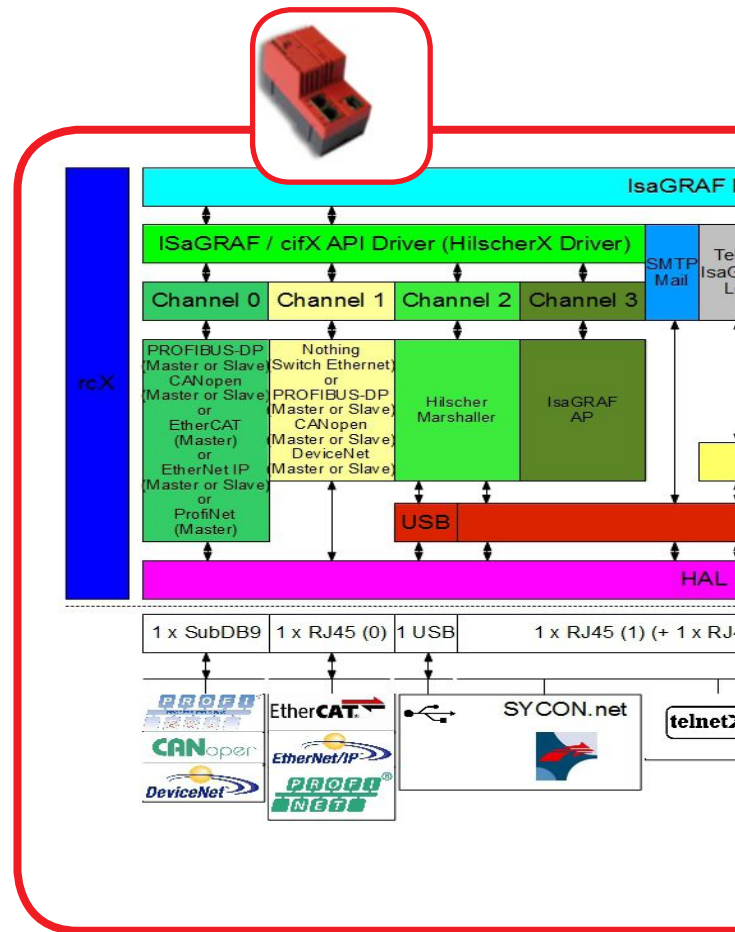 IsaGRAF
ISaGRAF / cifX API Driver (HilscherX Driver)
SMTP
Mail
Channel 0
Channel 1
Channel 2
Channel 3
rcX
PROFIBUS-DP
(Master or Slave)
CANopen
(Master or Slave)
or
EtherCAT
(Master)
or
EtherNet IP
(Master or Slave)
or
ProfiNet
(Master)
Nothing
(Switch Ethernet)
or
PROFIBUS-DP
(Master or Slave)
CANopen
(Master or Slave)
DeviceNet
(Master or Slave)
Hilscher
Marshaller
IsaGRAF
AP
USB
HAL
1 x SubDB9
1 x RJ45 (0)
1 USB
1 x RJ45 (1) (+ 1 x RJ4
PROFI
CANopen
DeviceNet
EtherCAT
EtherNet/IP
PROFI
NET
SYCON.net
telnetX